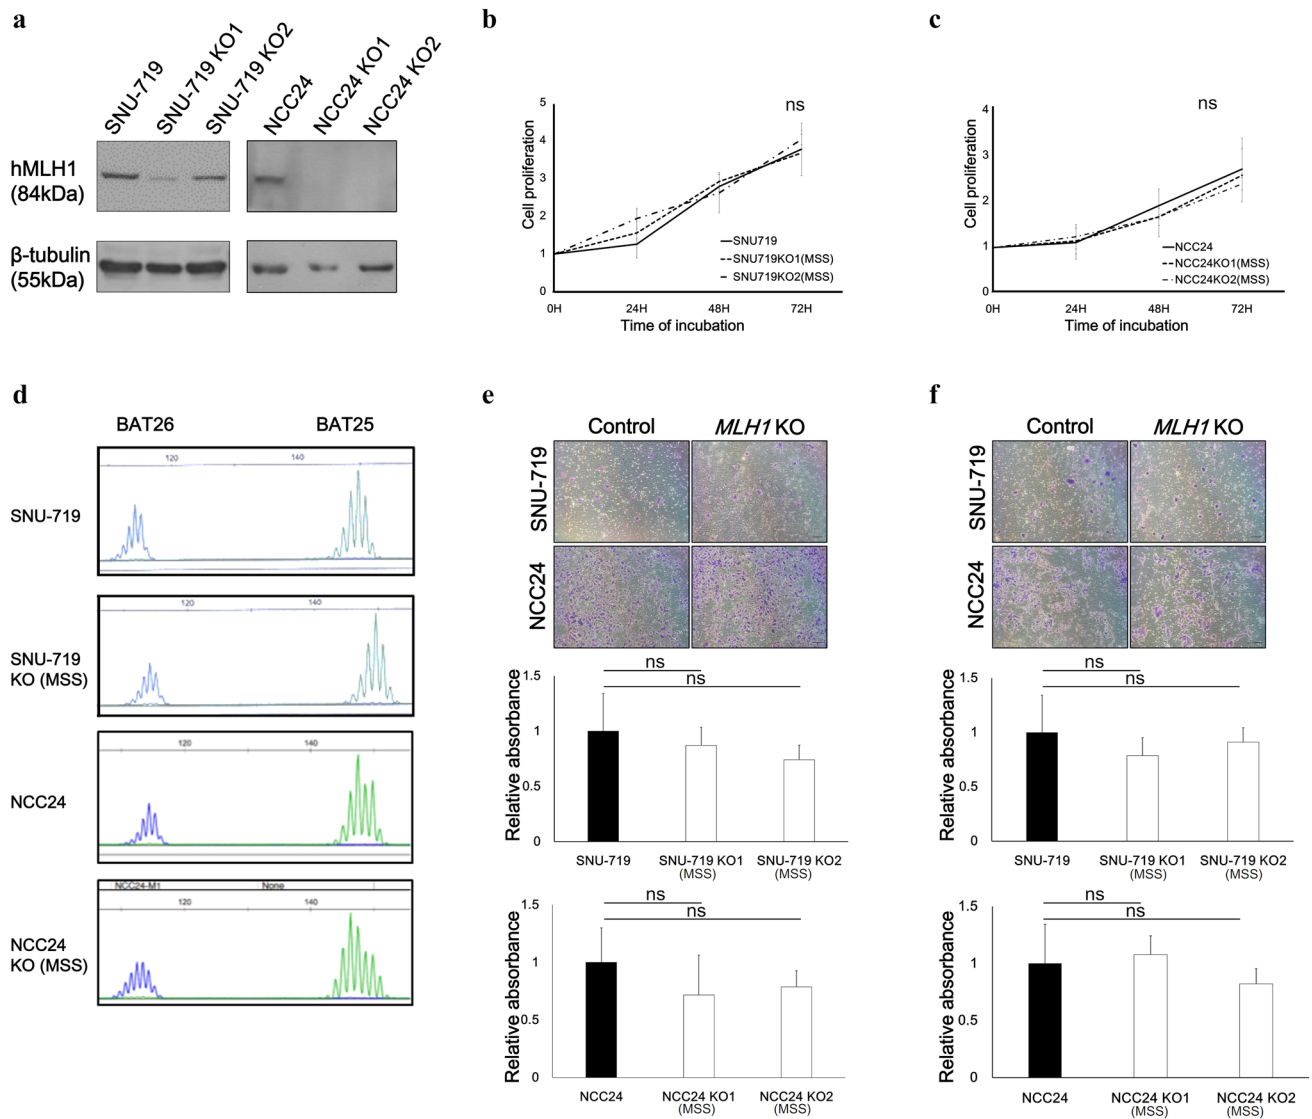 a
SNU-719
SNU-719 KO1
SNU-719 KO2
NCC24
NCC24 KO1
NCC24 KO2
hMLH1
(84kDa)
β-tubulin
(55kDa)
b
Cell proliferation
5
4
3
2
1
0
ns
SNU719
SNU719KO1(MSS)
SNU719KO2(MSS)
0H 24H 48H 72H
Time of incubation
c
Cell proliferation
4
3
2
1
0
ns
NCC24
NCC24KO1(MSS)
NCC24KO2(MSS)
0H 24H 48H 72H
Time of incubation
d
BAT26 BAT25
SNU-719
120 140
SNU-719
KO (MSS)
120 140
NCC24
120 140
NCC24
KO (MSS)
NCC24-M1 None
120 140
e
Control MLH1 KO
SNU-719
NCC24
Relative absorbance
1.5
1
0.5
0
ns
ns
SNU-719 SNU-719 KO1 SNU-719 KO2
(MSS) (MSS)
Relative absorbance
1.5
1
0.5
0
ns
ns
NCC24 NCC24 KO1 NCC24 KO2
(MSS) (MSS)
f
Control MLH1 KO
SNU-719
NCC24
Relative absorbance
1.5
1
0.5
0
ns
ns
SNU-719 SNU-719 KO1 SNU-719 KO2
(MSS) (MSS)
Relative absorbance
1.5
1
0.5
0
ns
ns
NCC24 NCC24 KO1 NCC24 KO2
(MSS) (MSS)